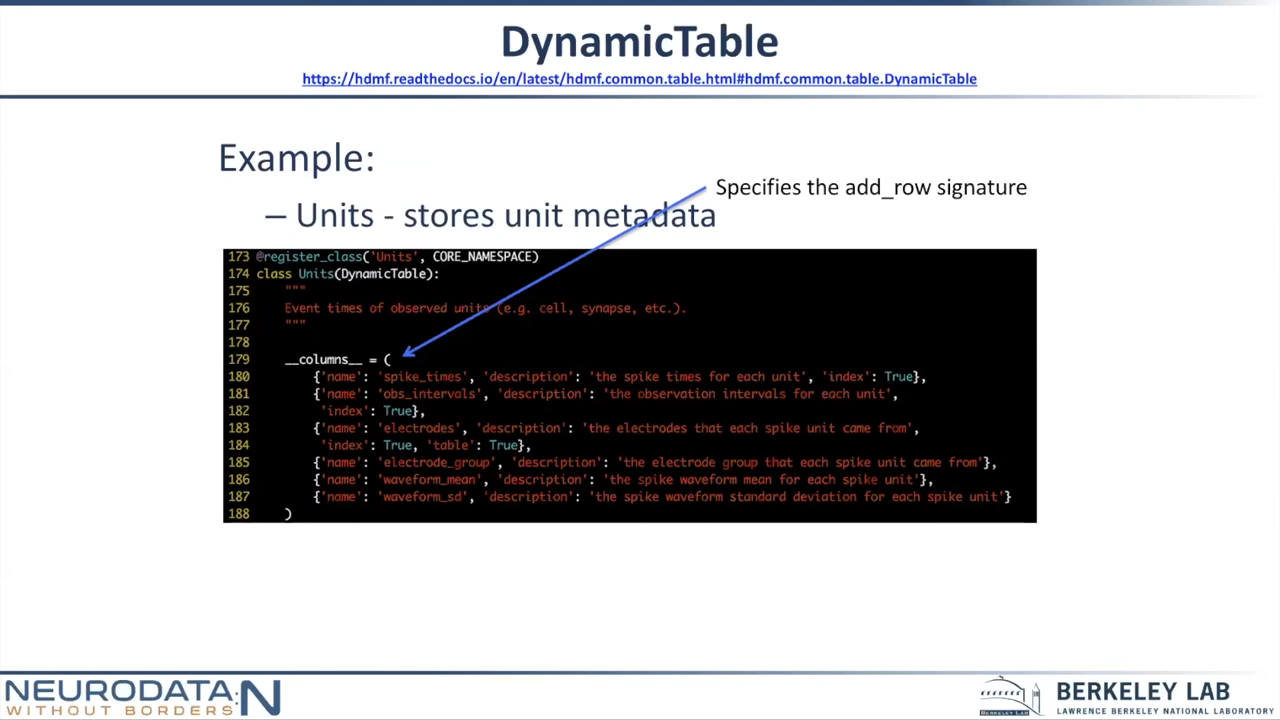 DynamicTable
https://hdmf.readthedocs.io/en/latest/hdmf.common.table.html#hdmf.common.table.DynamicTable
Example:
Specifies the add_row signature
– Units - stores unit metadata
173 @register_class('Units', CORE_NAMESPACE)
174 class Units(DynamicTable):
175     """
176     Event times of observed units (e.g. cell, synapse, etc.).
177     """
178
179     __columns__ = (
180         {'name': 'spike_times', 'description': 'the spike times for each unit', 'index': True},
181         {'name': 'obs_intervals', 'description': 'the observation intervals for each unit',
182          'index': True},
183         {'name': 'electrodes', 'description': 'the electrodes that each spike unit came from',
184          'index': True, 'table': True},
185         {'name': 'electrode_group', 'description': 'the electrode group that each spike unit came from'},
186         {'name': 'waveform_mean', 'description': 'the spike waveform mean for each spike unit'},
187         {'name': 'waveform_sd', 'description': 'the spike waveform standard deviation for each spike unit'}
188     )
NEURODATA
WITHOUT BORDERS
N
BERKELEY LAB
BERKELEY LAB
LAWRENCE BERKELEY NATIONAL LABORATORY